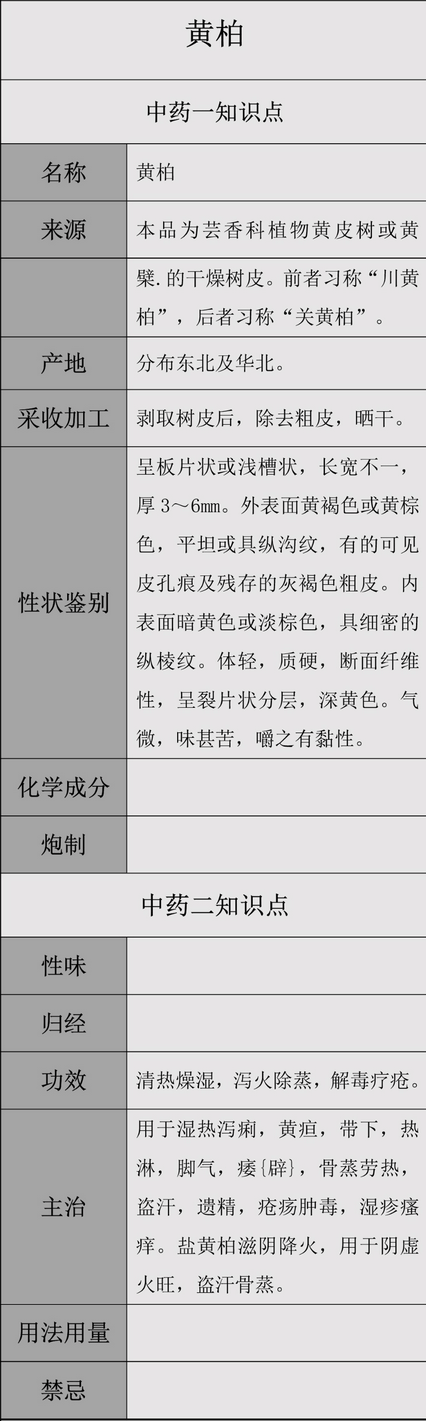 黄柏
中药一知识点
名称 黄柏
来源 本品为芸香科植物黄皮树或黄
檗.的干燥树皮。前者习称“川黄
柏”，后者习称“关黄柏”。
产地 分布东北及华北。
采收加工 剥取树皮后，除去粗皮，晒干。
性状鉴别
呈板片状或浅槽状，长宽不一，
厚3～6mm。外表面黄褐色或黄棕
色，平坦或具纵沟纹，有的可见
皮孔痕及残存的灰褐色粗皮。内
表面暗黄色或淡棕色，具细密的
纵棱纹。体轻，质硬，断面纤维
性，呈裂片状分层，深黄色。气
微，味甚苦，嚼之有黏性。
化学成分
炮制
中药二知识点
性味
归经
功效 清热燥湿，泻火除蒸，解毒疗疮。
主治
用于湿热泻痢，黄疸，带下，热
淋，脚气，痿{辟}，骨蒸劳热，
盗汗，遗精，疮疡肿毒，湿疹瘙
痒。盐黄柏滋阴降火，用于阴虚
火旺，盗汗骨蒸。
用法用量
禁忌